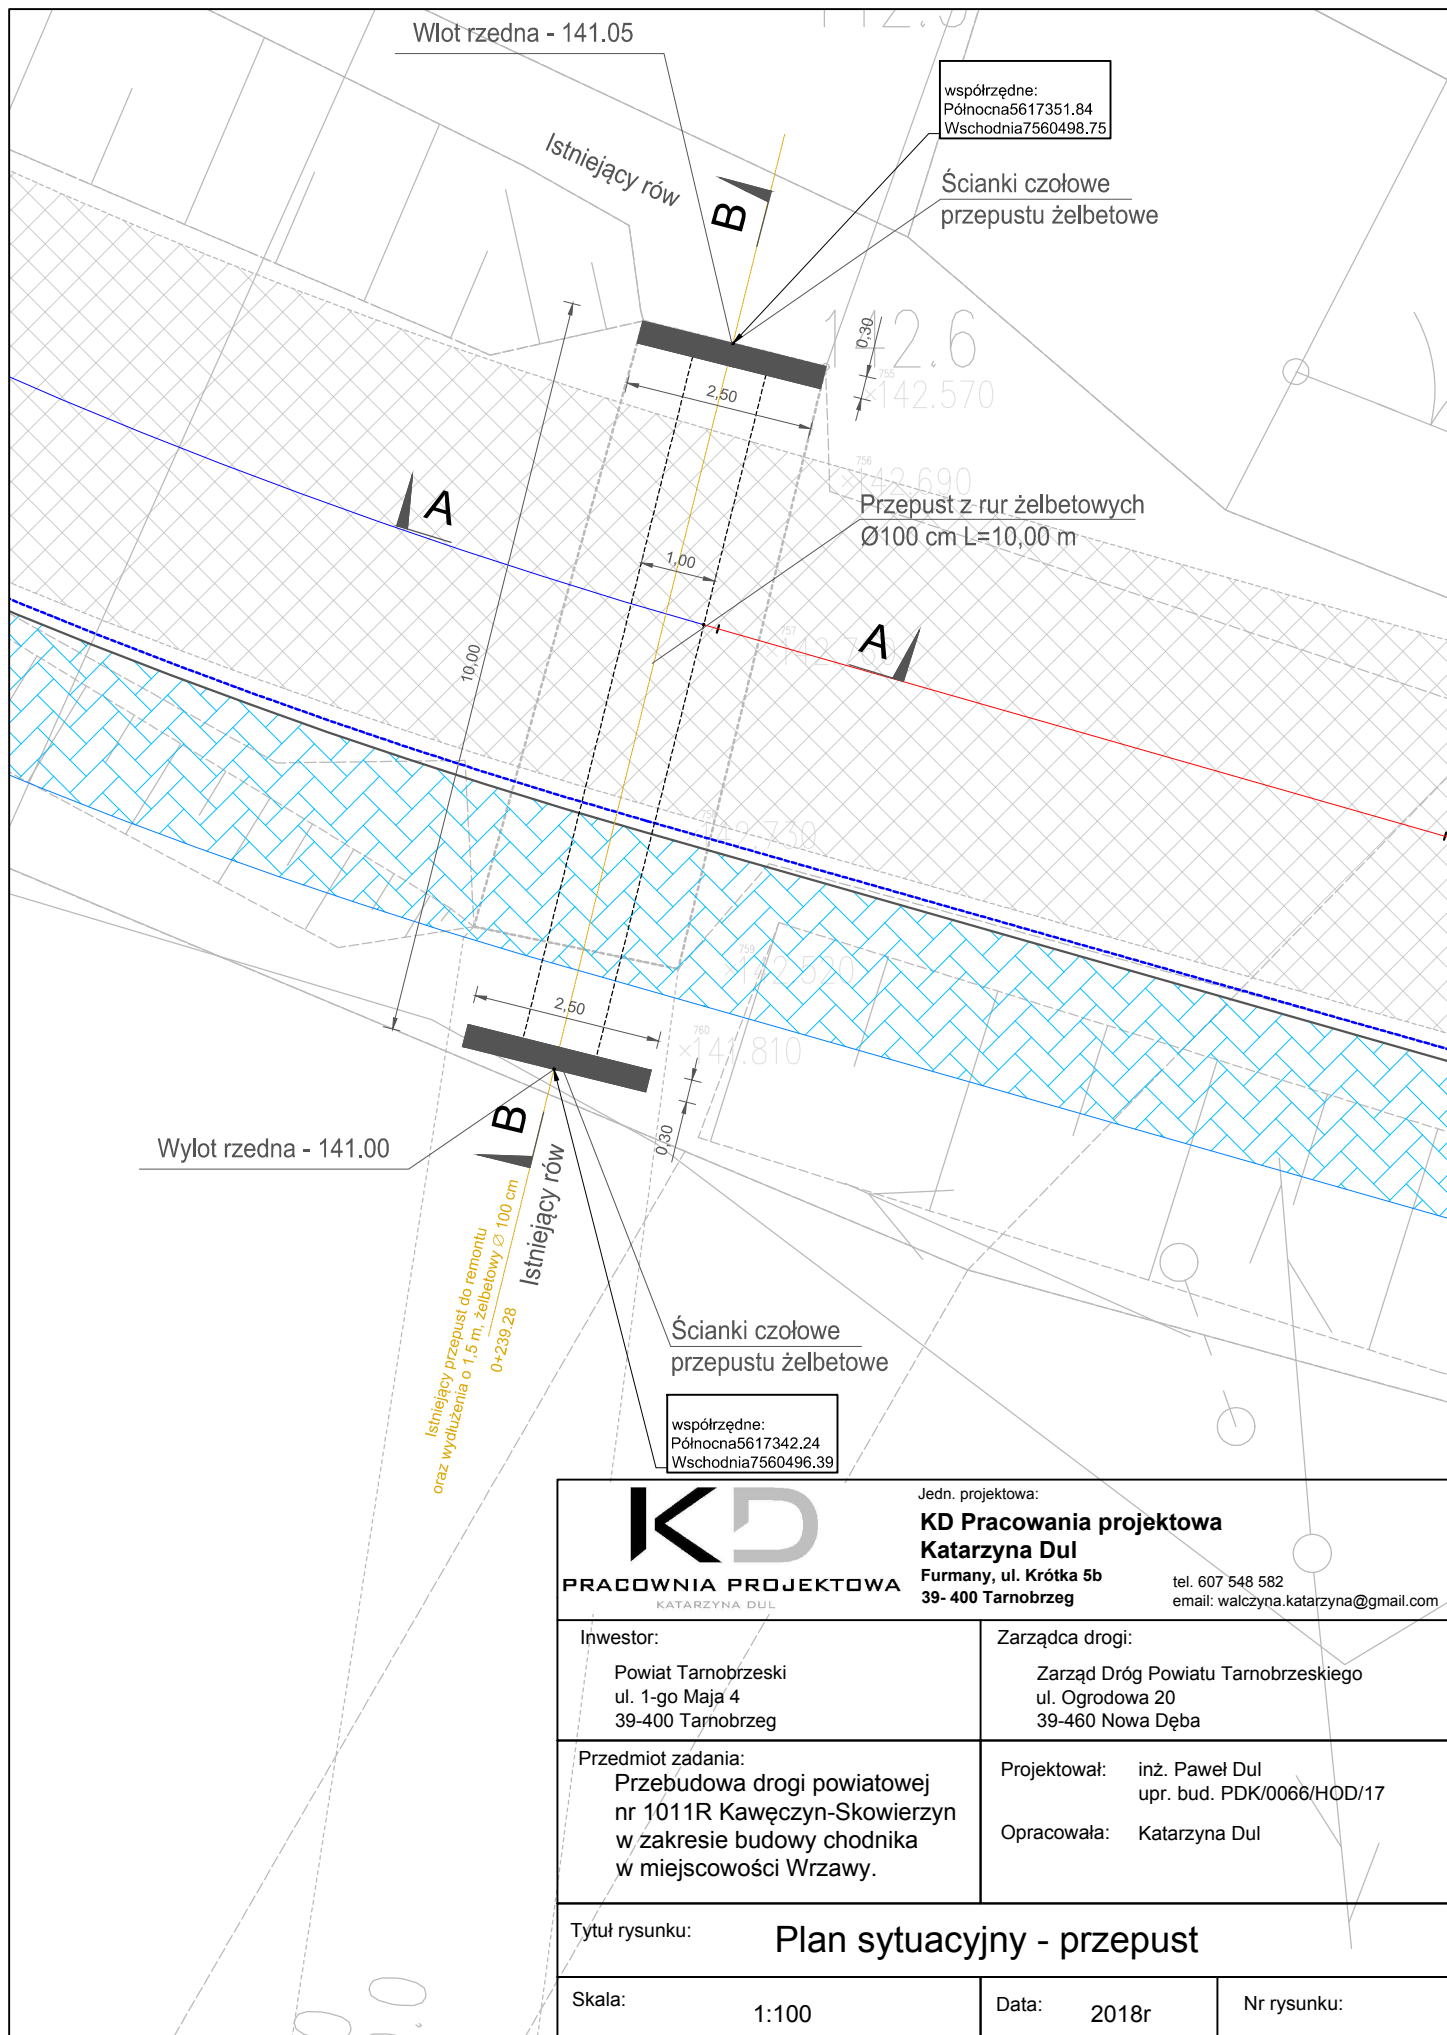 112.5
Wlot rzedna - 141.05
współrzędne:
Północna5617351.84
Wschodnia7560498.75
Istniejący rów
B
Ścianki czołowe
przepustu żelbetowe
112.6
0,30
755
×142.570
2,50
756
×142.690
A
Przepust z rur żelbetowych
Ø100 cm L=10,00 m
1,00
757
A
10,00
759
×142.520
2,50
760
×141.810
B
0,30
Wylot rzedna - 141.00
Istniejący rów
Istniejący przepust do remontu
oraz wydłużenia o 1,5 m, żelbetowy Ø 100 cm
0+239.28
Ścianki czołowe
przepustu żelbetowe
współrzędne:
Północna5617342.24
Wschodnia7560496.39
KD
PRACOWNIA PROJEKTOWA
KATARZYNA DUL
Jedn. projektowa:
KD Pracowania projektowa
Katarzyna Dul
Furmany, ul. Krótka 5b
39- 400 Tarnobrzeg
tel. 607 548 582
email: walczyna.katarzyna@gmail.com
Inwestor:
Powiat Tarnobrzeski
ul. 1-go Maja 4
39-400 Tarnobrzeg
Zarządca drogi:
Zarząd Dróg Powiatu Tarnobrzeskiego
ul. Ogrodowa 20
39-460 Nowa Dęba
Przedmiot zadania:
Przebudowa drogi powiatowej
nr 1011R Kawęczyn-Skowierzyn
w zakresie budowy chodnika
w miejscowości Wrzawy.
Projektował: inż. Paweł Dul
upr. bud. PDK/0066/HOD/17
Opracowała: Katarzyna Dul
Tytuł rysunku: Plan sytuacyjny - przepust
Skala: 1:100
Data: 2018r
Nr rysunku: